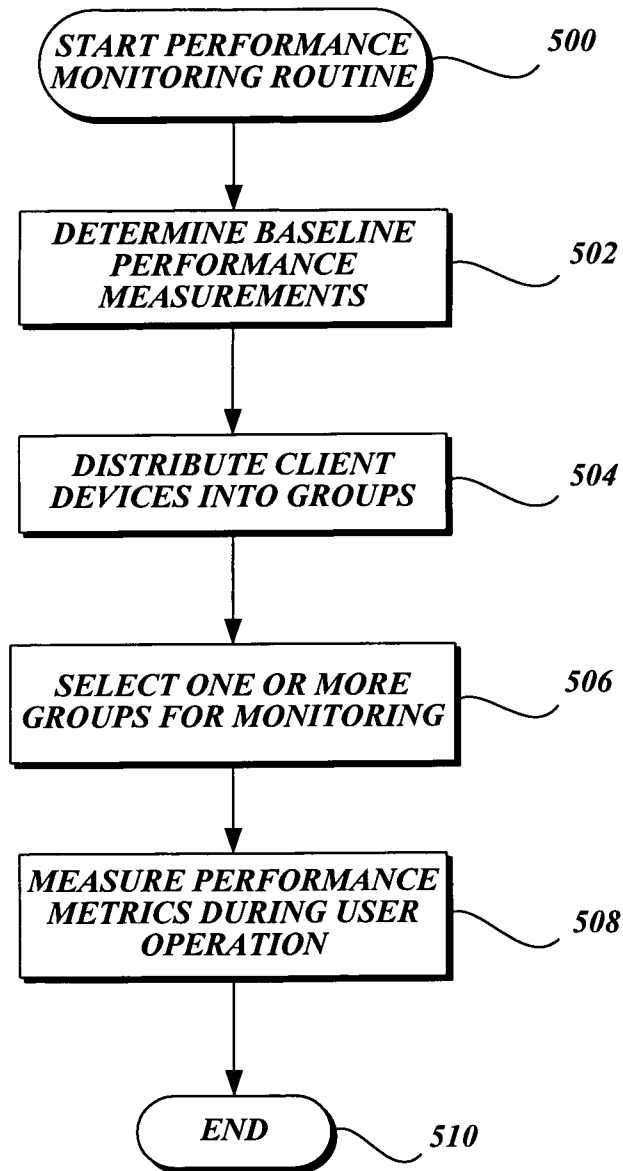 START PERFORMANCE
MONITORING ROUTINE
500
DETERMINE BASELINE
PERFORMANCE
MEASUREMENTS
502
DISTRIBUTE CLIENT
DEVICES INTO GROUPS
504
SELECT ONE OR MORE
GROUPS FOR MONITORING
506
MEASURE PERFORMANCE
METRICS DURING USER
OPERATION
508
END
510